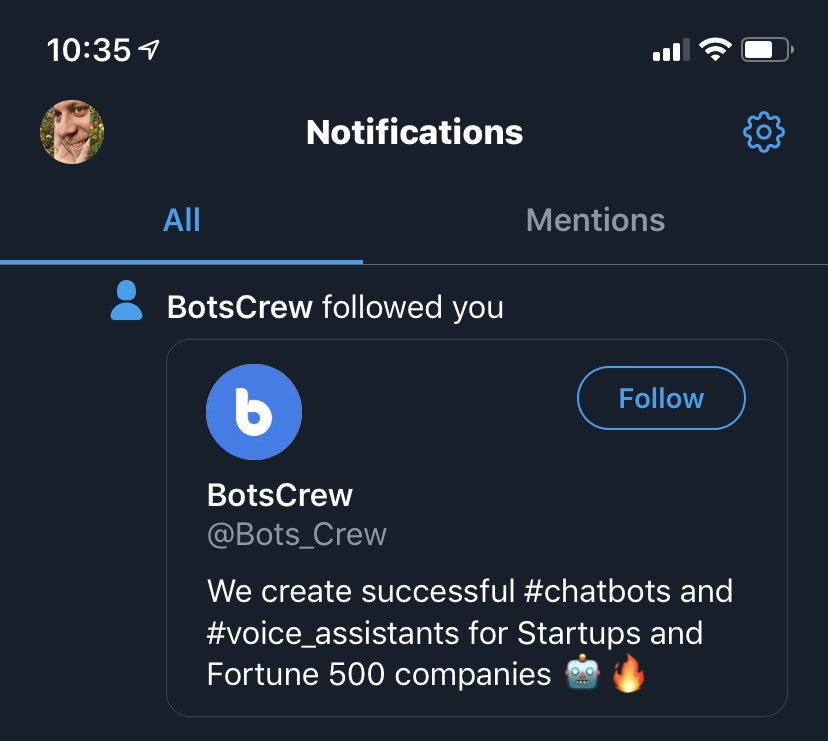 10:35
Notifications
All Mentions
BotsCrew followed you
b
Follow
BotsCrew
@Bots_Crew
We create successful #chatbots and
#voice_assistants for Startups and
Fortune 500 companies 🤖 🔥